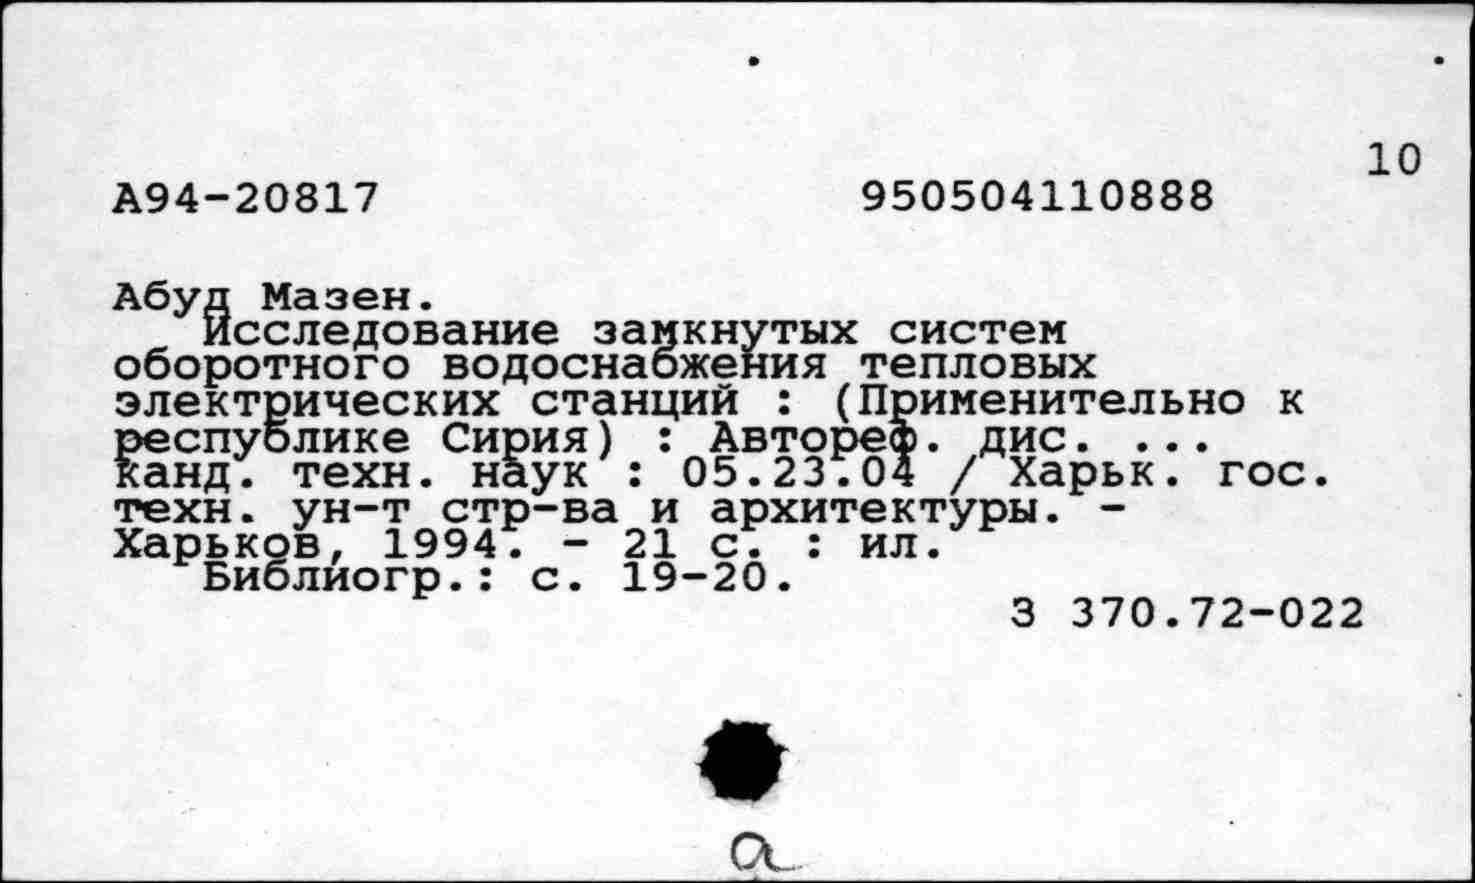 10
А94-20817 950504110888
Абуд Мазен.
Исследование замкнутых систем
оборотного водоснабжения тепловых
электрических станций : (Применительно к
республике Сирия) : Автореф. дис. ...
канд. техн. наук : 05.23.04 / Харьк. гос.
техн. ун-т стр-ва и архитектуры. -
Харьков, 1994. - 21 с. : ил.
Библиогр.: с. 19-20.
З 370.72-022
а